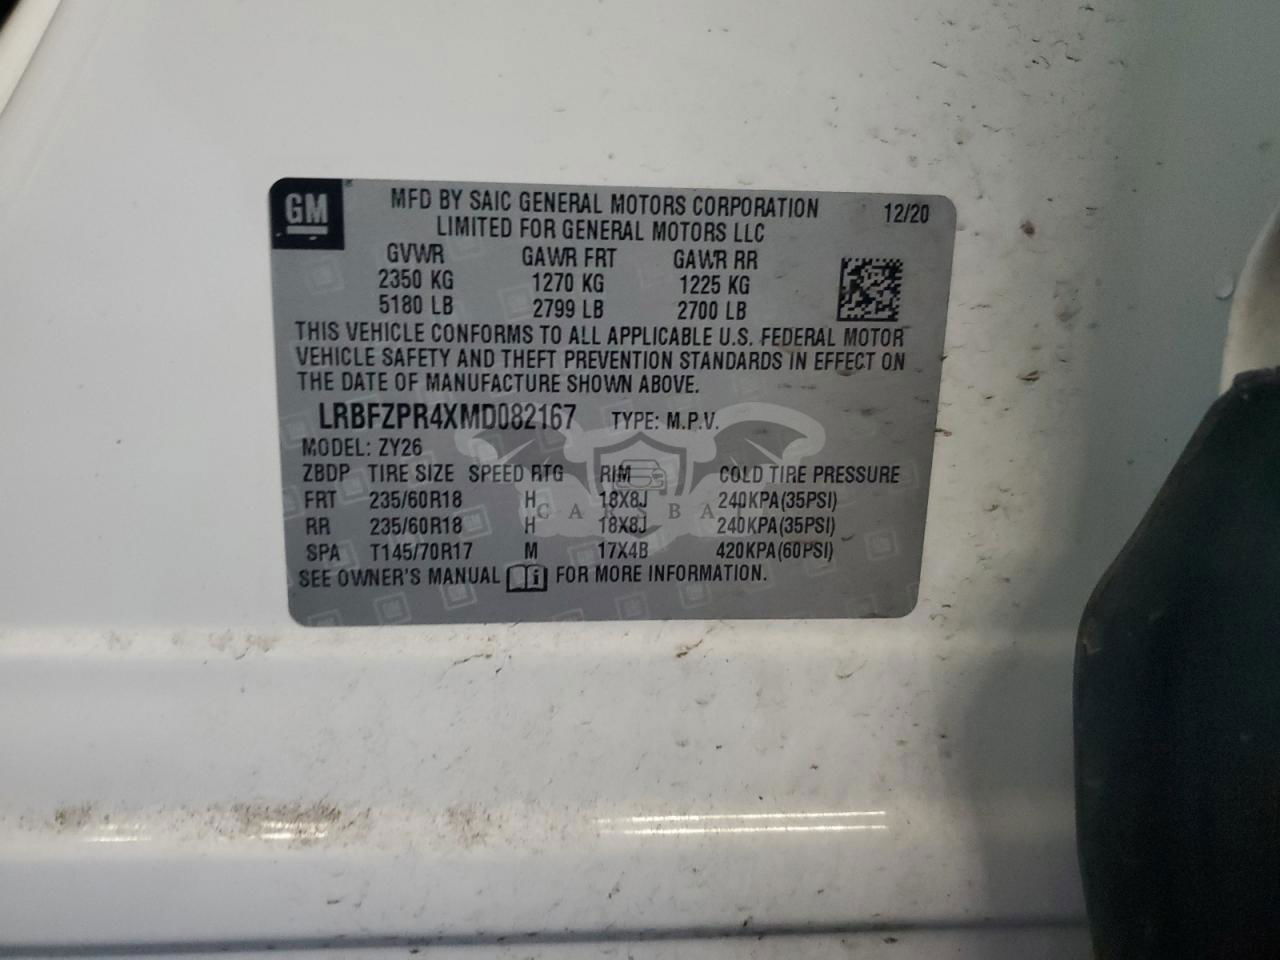 GM
MFD BY SAIC GENERAL MOTORS CORPORATION 12/20
LIMITED FOR GENERAL MOTORS LLC
GVWR GAWR FRT GAWR RR
2350 KG 1270 KG 1225 KG
5180 LB 2799 LB 2700 LB
THIS VEHICLE CONFORMS TO ALL APPLICABLE U.S. FEDERAL MOTOR
VEHICLE SAFETY AND THEFT PREVENTION STANDARDS IN EFFECT ON
THE DATE OF MANUFACTURE SHOWN ABOVE.
LRBFZPR4XMD082167 TYPE: M.P.V.
MODEL: ZY26
ZBDP TIRE SIZE SPEED RTG RIM COLD TIRE PRESSURE
FRT 235/60R18 H 18X8J 240KPA(35PSI)
CARSBAT
RR 235/60R18 H 18X8J 240KPA(35PSI)
SPA T145/70R17 M 17X4B 420KPA(60PSI)
SEE OWNER'S MANUAL i FOR MORE INFORMATION.